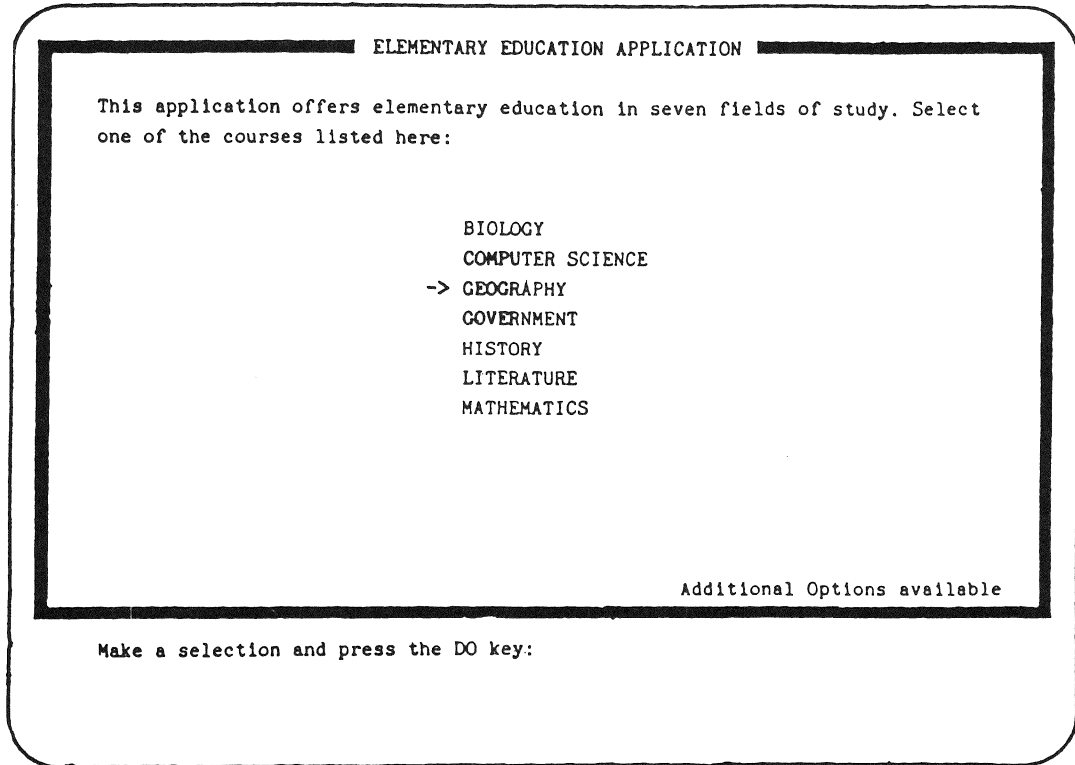 ELEMENTARY EDUCATION APPLICATION
This application offers elementary education in seven fields of study. Select
one of the courses listed here:
BIOLOGY
COMPUTER SCIENCE
-> GEOGRAPHY
GOVERNMENT
HISTORY
LITERATURE
MATHEMATICS
Additional Options available
Make a selection and press the DO key: